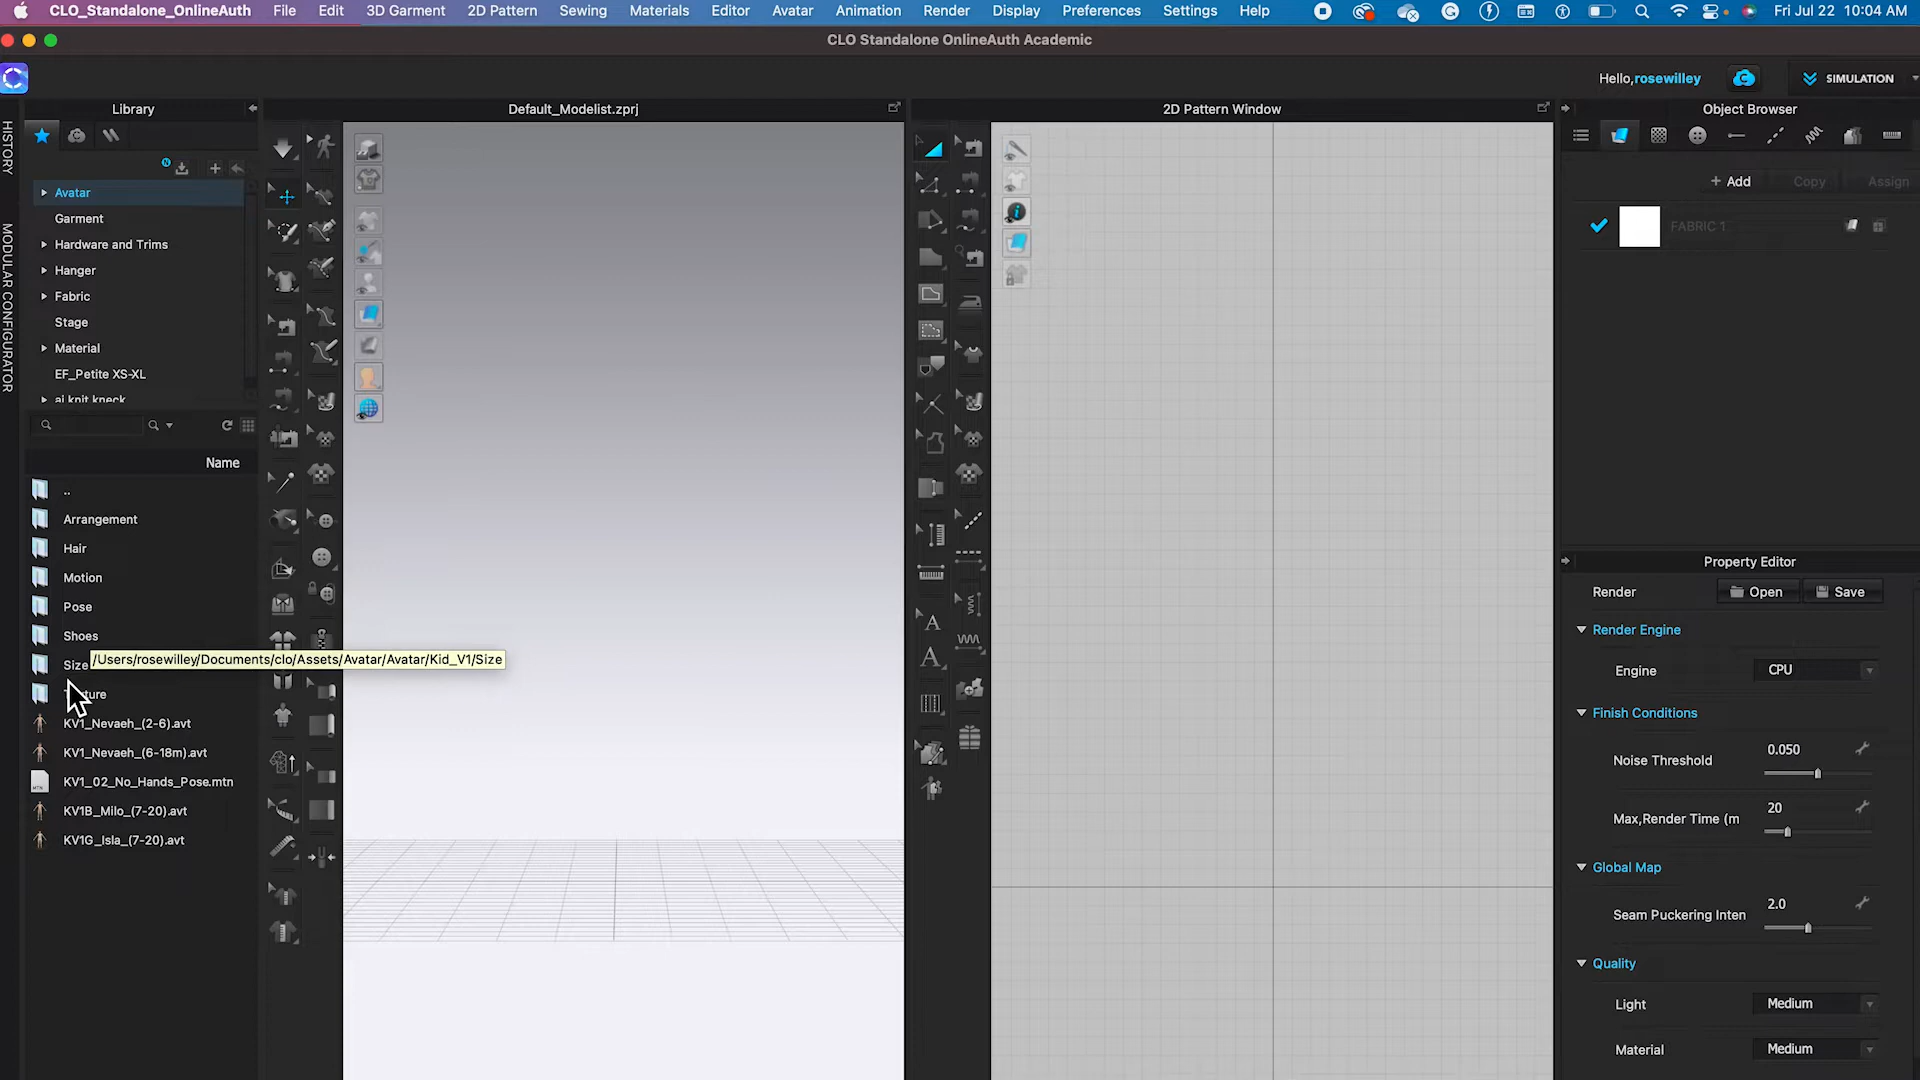 CLO_Standalone_OnlineAuth File Edit 3D Garment 2D Pattern Sewing Materials Editor Avatar Animation Render Display Preferences Settings Help Fri Jul 22 10:04 AM
CLO Standalone OnlineAuth Academic
Hello,rosewilley SIMULATION
HISTORY
MODULAR CONFIGURATOR
Library
Avatar
Garment
Hardware and Trims
Hanger
Fabric
Stage
Material
EF_Petite XS-XL
ai knit kneck
Name
..
Arrangement
Hair
Motion
Pose
Shoes
Size
/Users/rosewilley/Documents/clo/Assets/Avatar/Avatar/Kid_V1/Size
KV1_Nevaeh_(2-6).avt
KV1_Nevaeh_(6-18m).avt
KV1_02_No_Hands_Pose.mtn
KV1B_Milo_(7-20).avt
KV1G_Isla_(7-20).avt
Default_Modelist.zprj
2D Pattern Window
Object Browser
+ Add Copy Assign
FABRIC 1
Property Editor
Render Open Save
Render Engine
Engine CPU
Finish Conditions
Noise Threshold 0.050
Max,Render Time (m 20
Global Map
Seam Puckering Inten 2.0
Quality
Light Medium
Material Medium